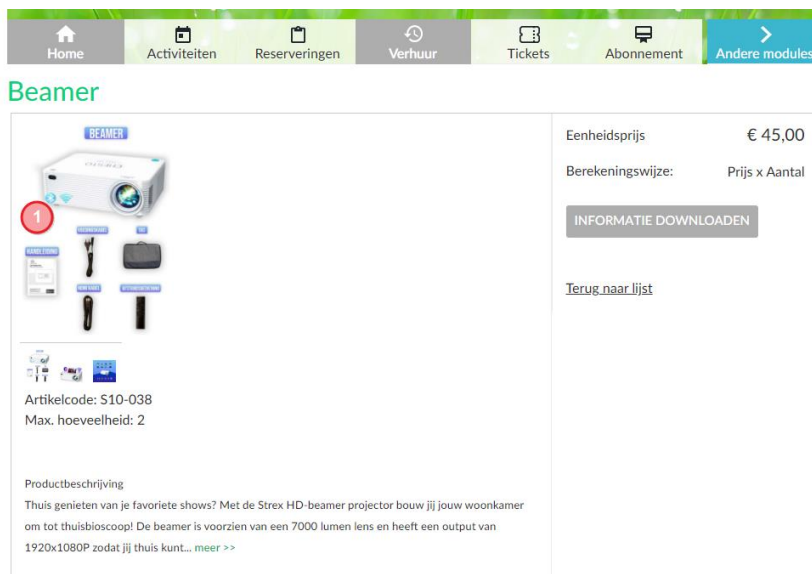 Home
Activiteiten
Reserveringen
Verhuur
Tickets
Abonnement
Andere modules
Beamer
BEAMER
1
HANDLEIDING
HDMI KABEL
Artikelcode: S10-038
Max. hoeveelheid: 2
Productbeschrijving
Thuis genieten van je favoriete shows? Met de Strex HD-beamer projector bouw jij jouw woonkamer
om tot thuisbioscoop! De beamer is voorzien van een 7000 lumen lens en heeft een output van
1920x1080P zodat jij thuis kunt... meer >>
Eenheidsprijs € 45,00
Berekeningswijze: Prijs x Aantal
INFORMATIE DOWNLOADEN
Terug naar lijst